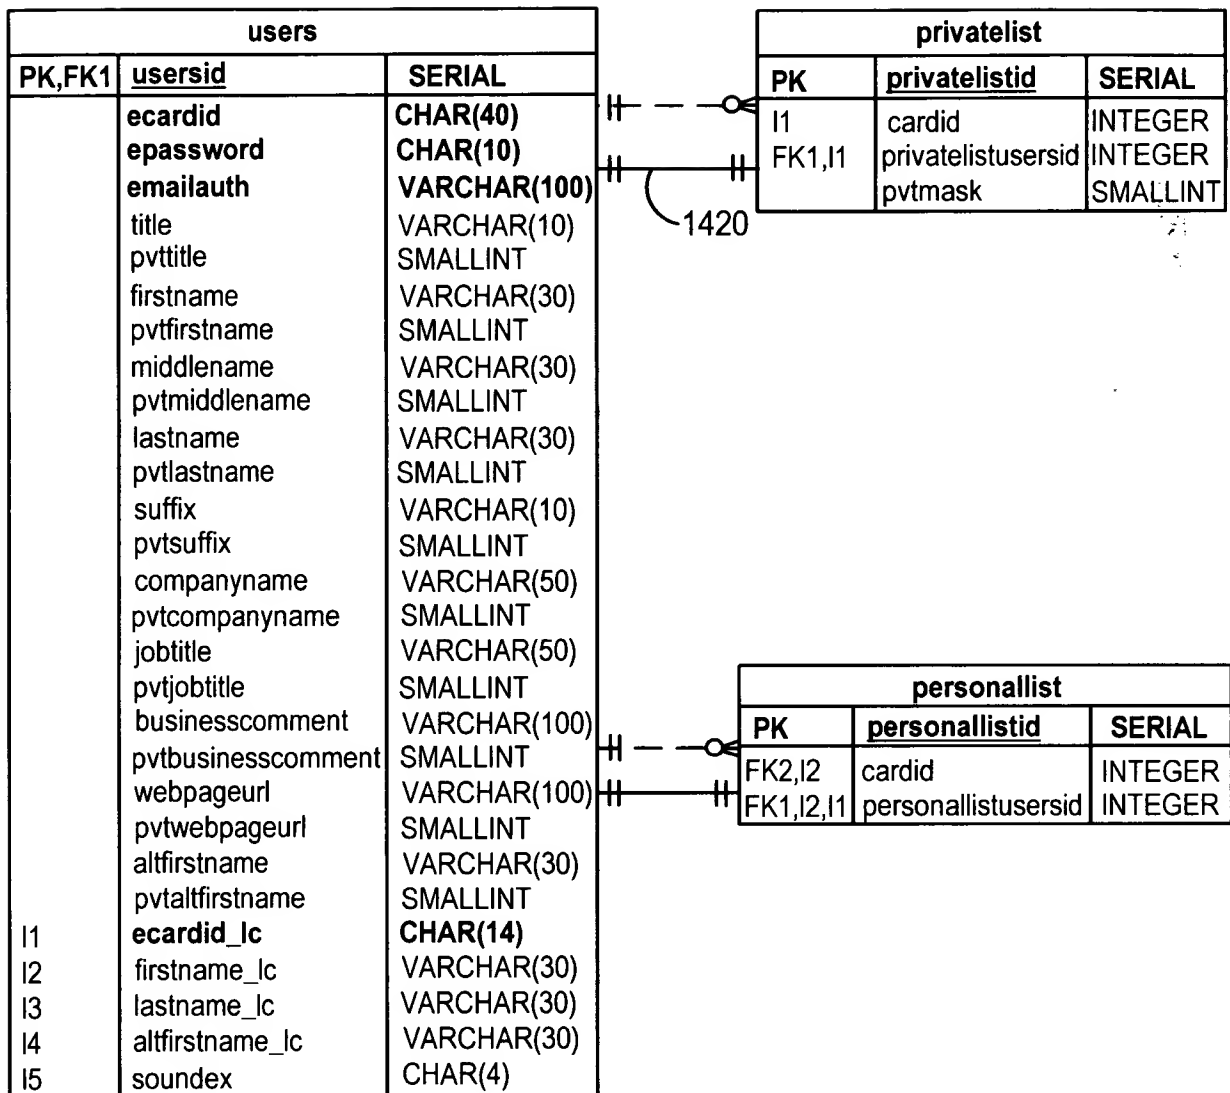 users
PK,FK1 usersid SERIAL
ecardid CHAR(40)
epassword CHAR(10)
emailauth VARCHAR(100)
title VARCHAR(10)
pvttitle SMALLINT
firstname VARCHAR(30)
pvtfirstname SMALLINT
middlename VARCHAR(30)
pvtmiddlename SMALLINT
lastname VARCHAR(30)
pvtlastname SMALLINT
suffix VARCHAR(10)
pvtsuffix SMALLINT
companyname VARCHAR(50)
pvtcompanyname SMALLINT
jobtitle VARCHAR(50)
pvtjobtitle SMALLINT
businesscomment VARCHAR(100)
pvtbusinesscomment SMALLINT
webpageurl VARCHAR(100)
pvtwebpageurl SMALLINT
altfirstname VARCHAR(30)
pvtaltfirstname SMALLINT
I1 ecardid_lc CHAR(14)
I2 firstname_lc VARCHAR(30)
I3 lastname_lc VARCHAR(30)
I4 altfirstname_lc VARCHAR(30)
I5 soundex CHAR(4)
privatelist
PK privatelistid SERIAL
I1 cardid INTEGER
FK1,I1 privatelistusersid INTEGER
pvtmask SMALLINT
1420
personallist
PK personallistid SERIAL
FK2,I2 cardid INTEGER
FK1,I2,I1 personallistusersid INTEGER